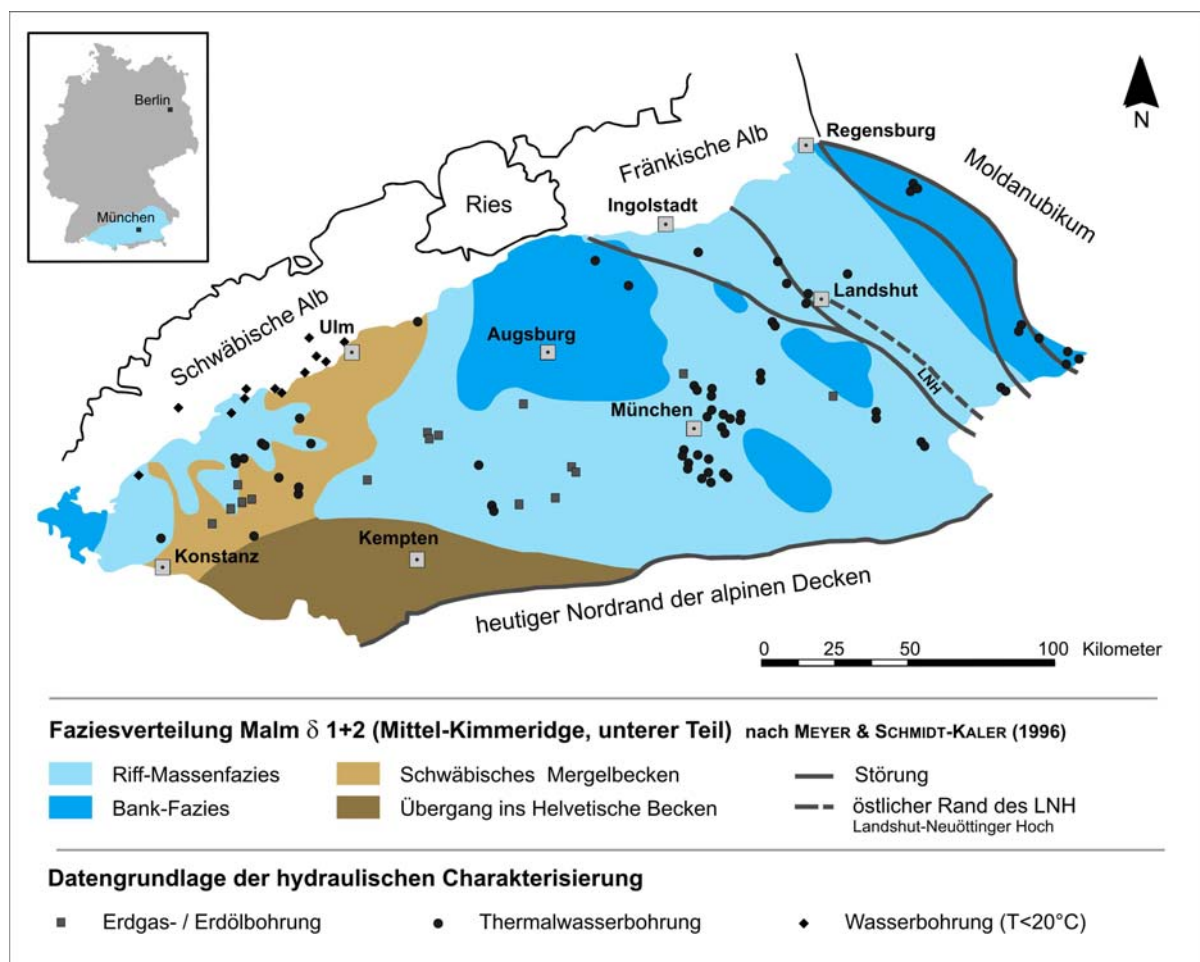 Berlin
München
N
Regensburg
Fränkische Alb
Moldanubikum
Ries
Ingolstadt
Landshut
Schwäbische Alb
Ulm
Augsburg
LNH
München
Kempten
Konstanz
heutiger Nordrand der alpinen Decken
0 25 50 100 Kilometer
Faziesverteilung Malm δ 1+2 (Mittel-Kimmeridge, unterer Teil) nach MEYER & SCHMIDT-KALER (1996)
Riff-Massenfazies
Schwäbisches Mergelbecken
Störung
Bank-Fazies
Übergang ins Helvetische Becken
östlicher Rand des LNH
Landshut-Neuöttinger Hoch
Datengrundlage der hydraulischen Charakterisierung
Erdgas- / Erdölbohrung
Thermalwasserbohrung
Wasserbohrung (T<20°C)